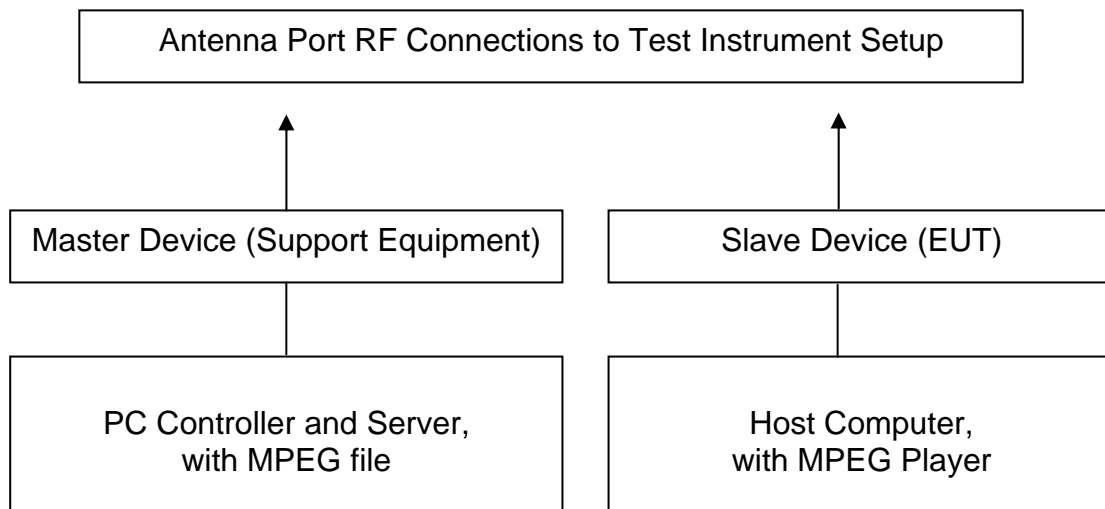 Antenna Port RF Connections to Test Instrument Setup
Master Device (Support Equipment)
Slave Device (EUT)
PC Controller and Server,
with MPEG file
Host Computer,
with MPEG Player